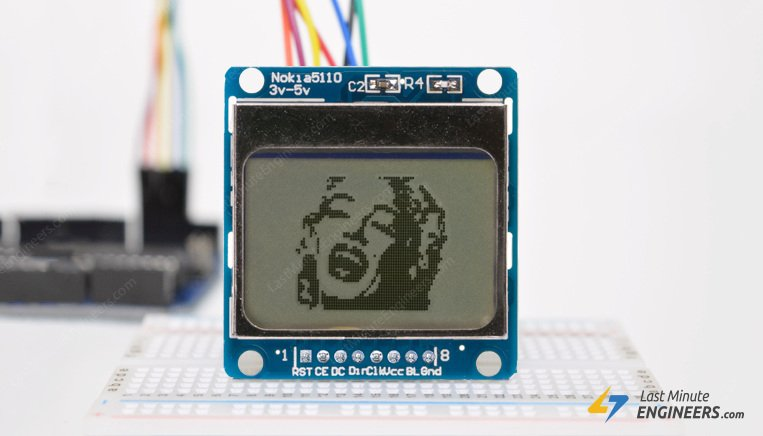 Nokia5110
3v-5v
C2 R4
1 8
RST CE DC Din Clk Vcc BL Gnd
Last Minute
ENGINEERS.com